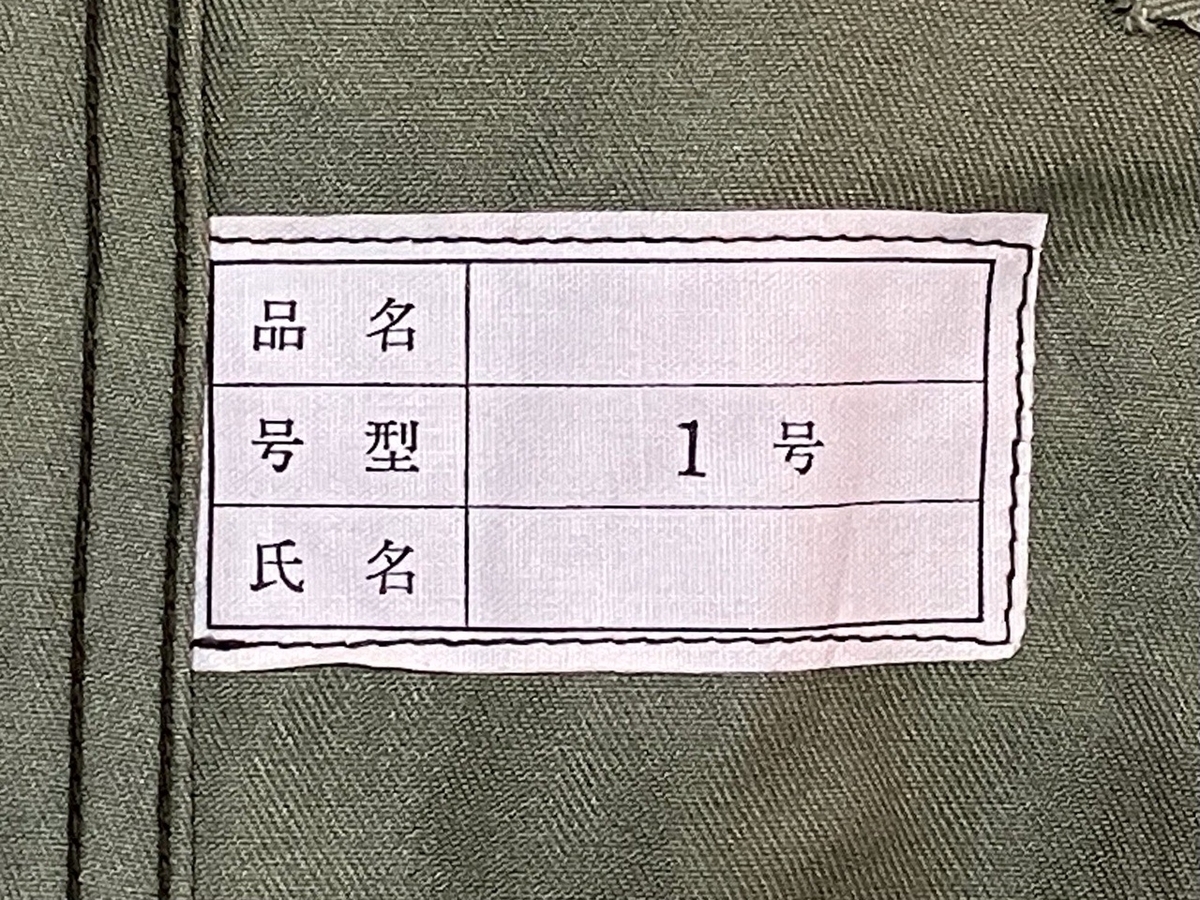 品 名
号 型 1 号
氏 名